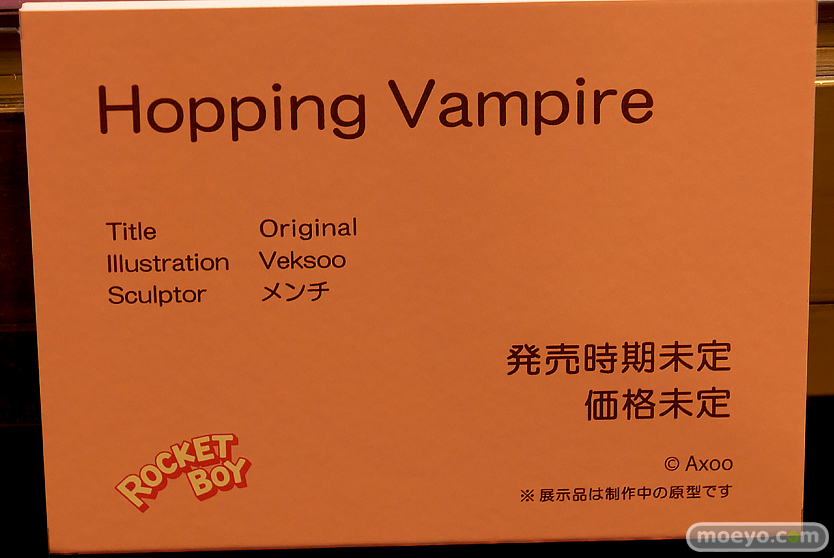 Hopping Vampire
Title Original
Illustration Veksoo
Sculptor メンチ
発売時期未定
価格未定
© Axoo
※展示品は制作中の原型です
ROCKET
BOY
moeyo.com